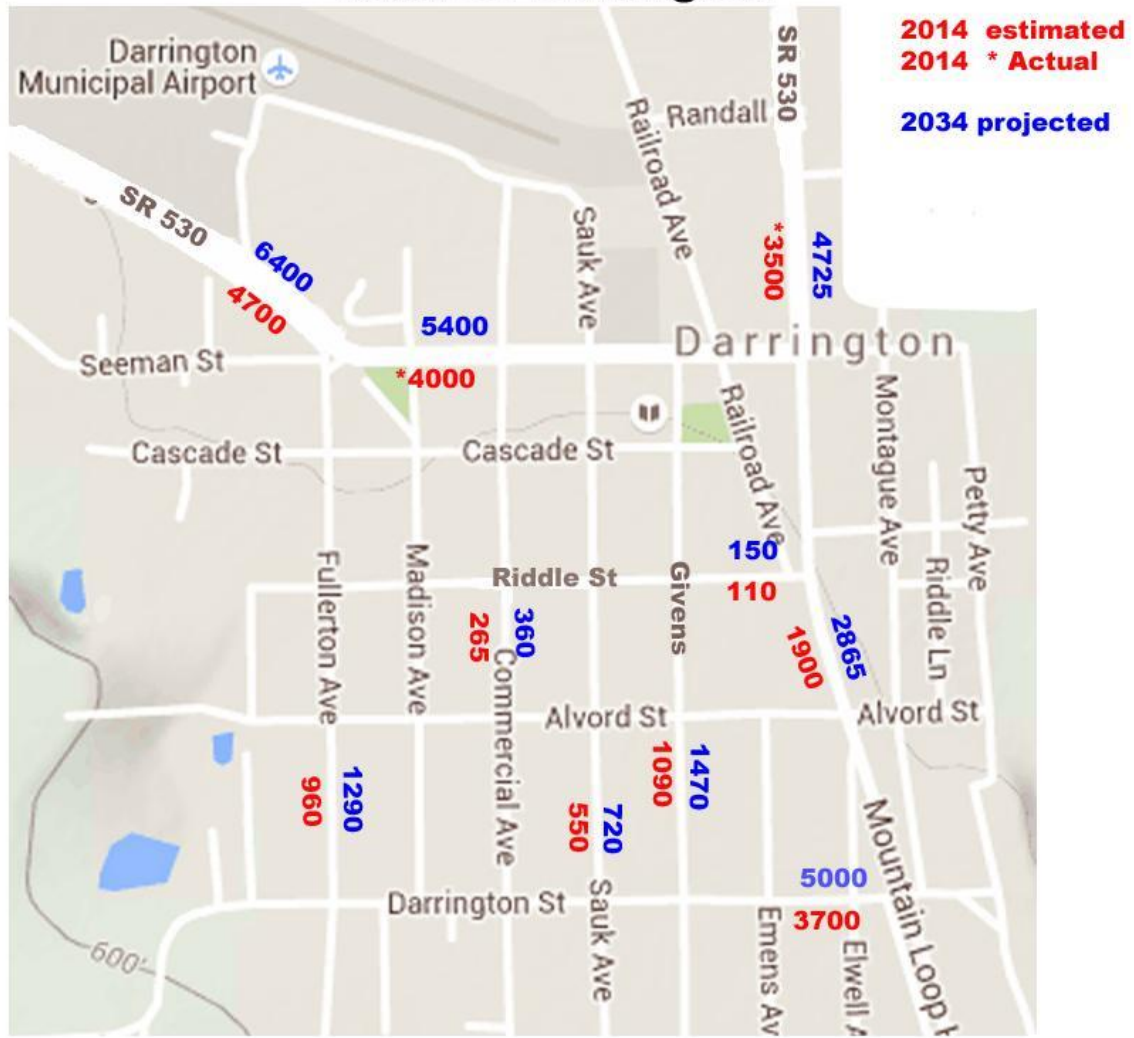 2014 estimated
2014 * Actual
2034 projected
Darrington
Municipal Airport
SR 530
Railroad Ave
Randall
SR 530
6400
4700
Sauk Ave
*3500
4725
5400
*4000
Seeman St
Darrington
Railroad Ave
Montague Ave
Cascade St
Cascade St
Petty Ave
Fullerton Ave
Madison Ave
Riddle St
150
110
Givens
Riddle Ln
265
360
Commercial Ave
1900
2865
Alvord St
Alvord St
960
1290
550
720
1090
1470
Mountain Loop
5000
3700
Darrington St
Sauk Ave
Emens
Elwell
600'